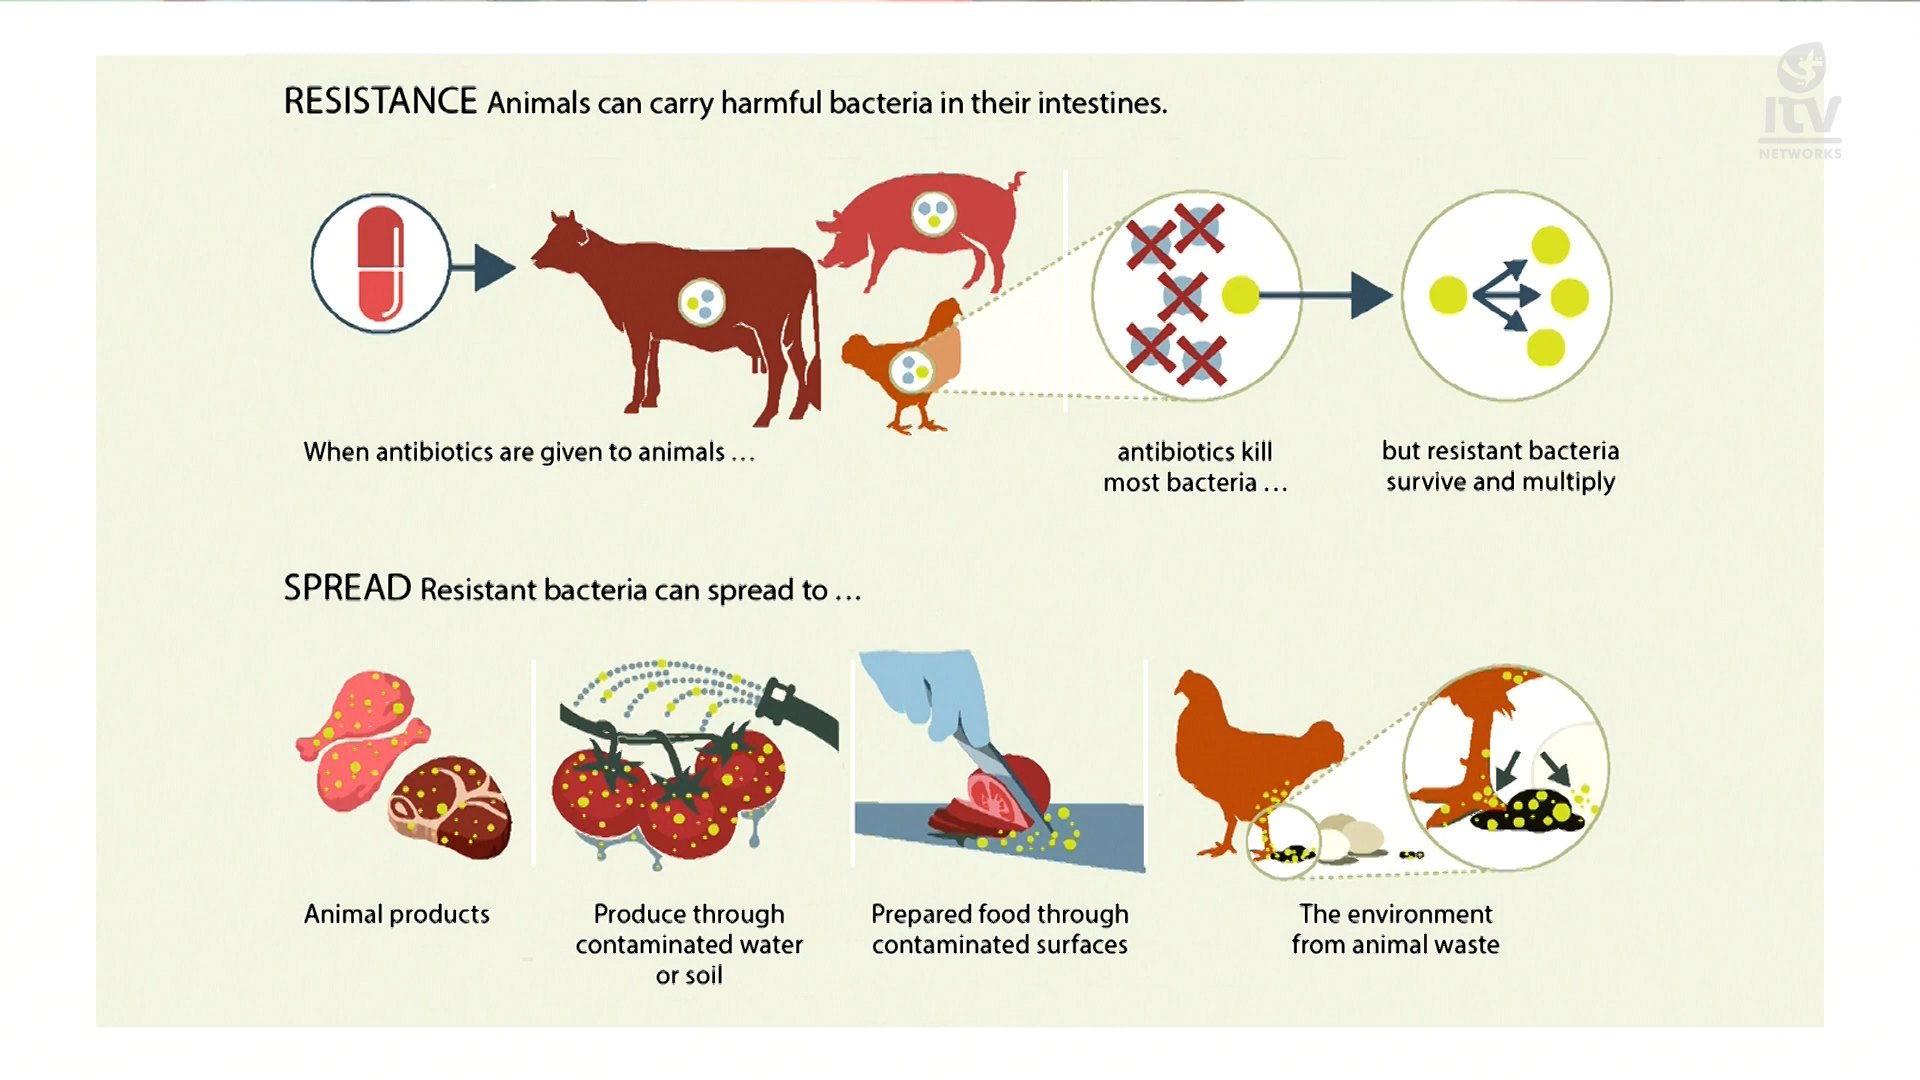 RESISTANCE Animals can carry harmful bacteria in their intestines.
ITV
NETWORKS
When antibiotics are given to animals ...
antibiotics kill
most bacteria ...
but resistant bacteria
survive and multiply
SPREAD Resistant bacteria can spread to ...
Animal products
Produce through
contaminated water
or soil
Prepared food through
contaminated surfaces
The environment
from animal waste